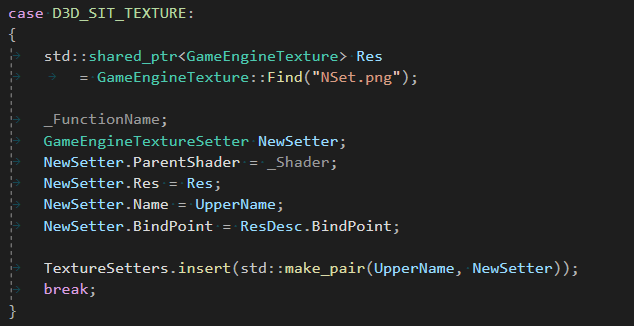 case D3D_SIT_TEXTURE:
{
std::shared_ptr<GameEngineTexture> Res
= GameEngineTexture::Find("NSet.png");
_FunctionName;
GameEngineTextureSetter NewSetter;
NewSetter.ParentShader = _Shader;
NewSetter.Res = Res;
NewSetter.Name = UpperName;
NewSetter.BindPoint = ResDesc.BindPoint;
TextureSetters.insert(std::make_pair(UpperName, NewSetter));
break;
}